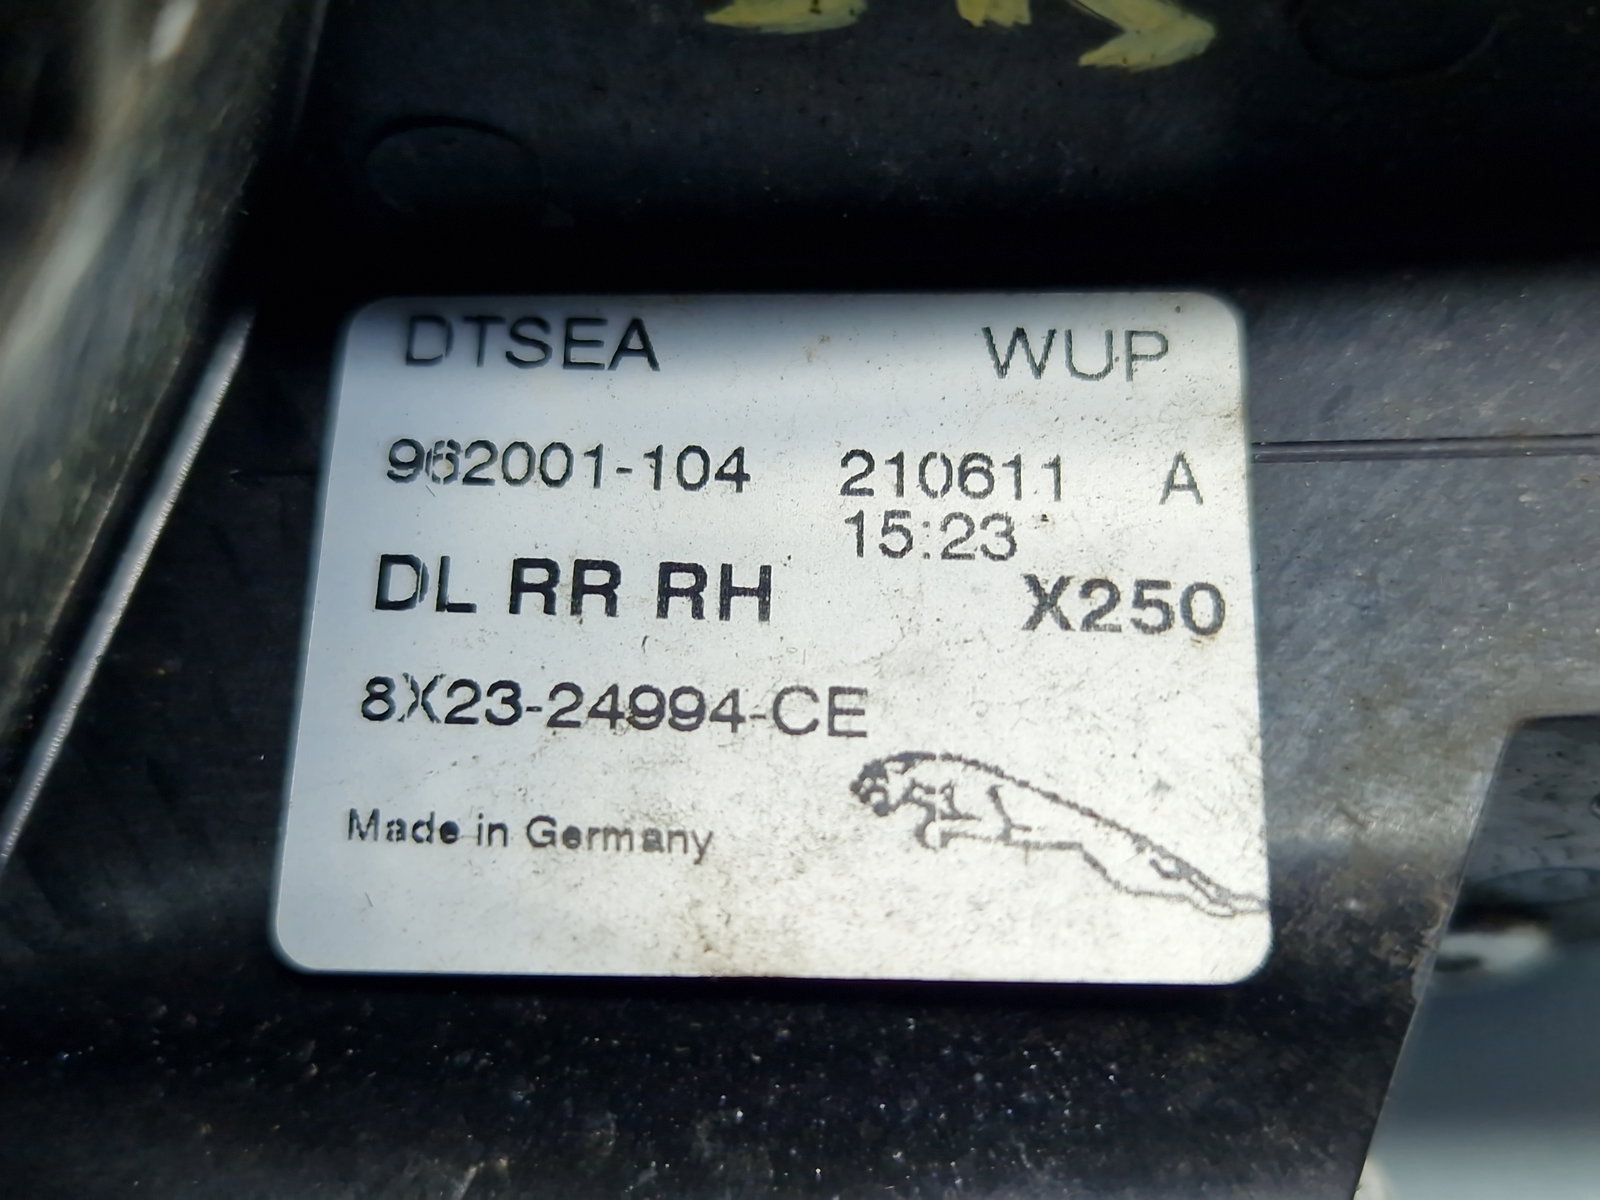 DTSEA WUP
962001-104 210611 A
15:23
DL RR RH X250
8X23-24994-CE
Made in Germany